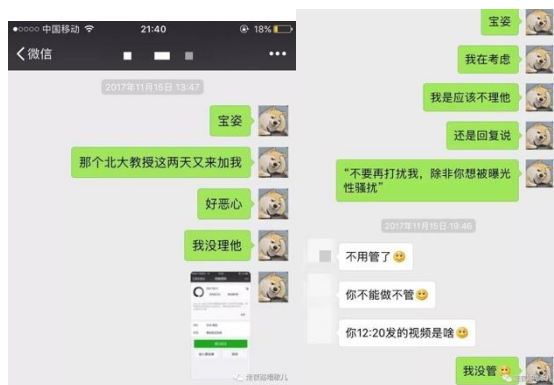 中国移动
21:40
18%
微信
2017年11月15日 13:47
宝姿
那个北大教授这两天又来加我
好恶心
我没理他
宝姿
我在考虑
我是应该不理他
还是回复说
“不要再打扰我，除非你想被曝光
性骚扰”
2017年11月15日 19:46
不用管了
你不能做不管
你12:20发的视频是啥
我没管